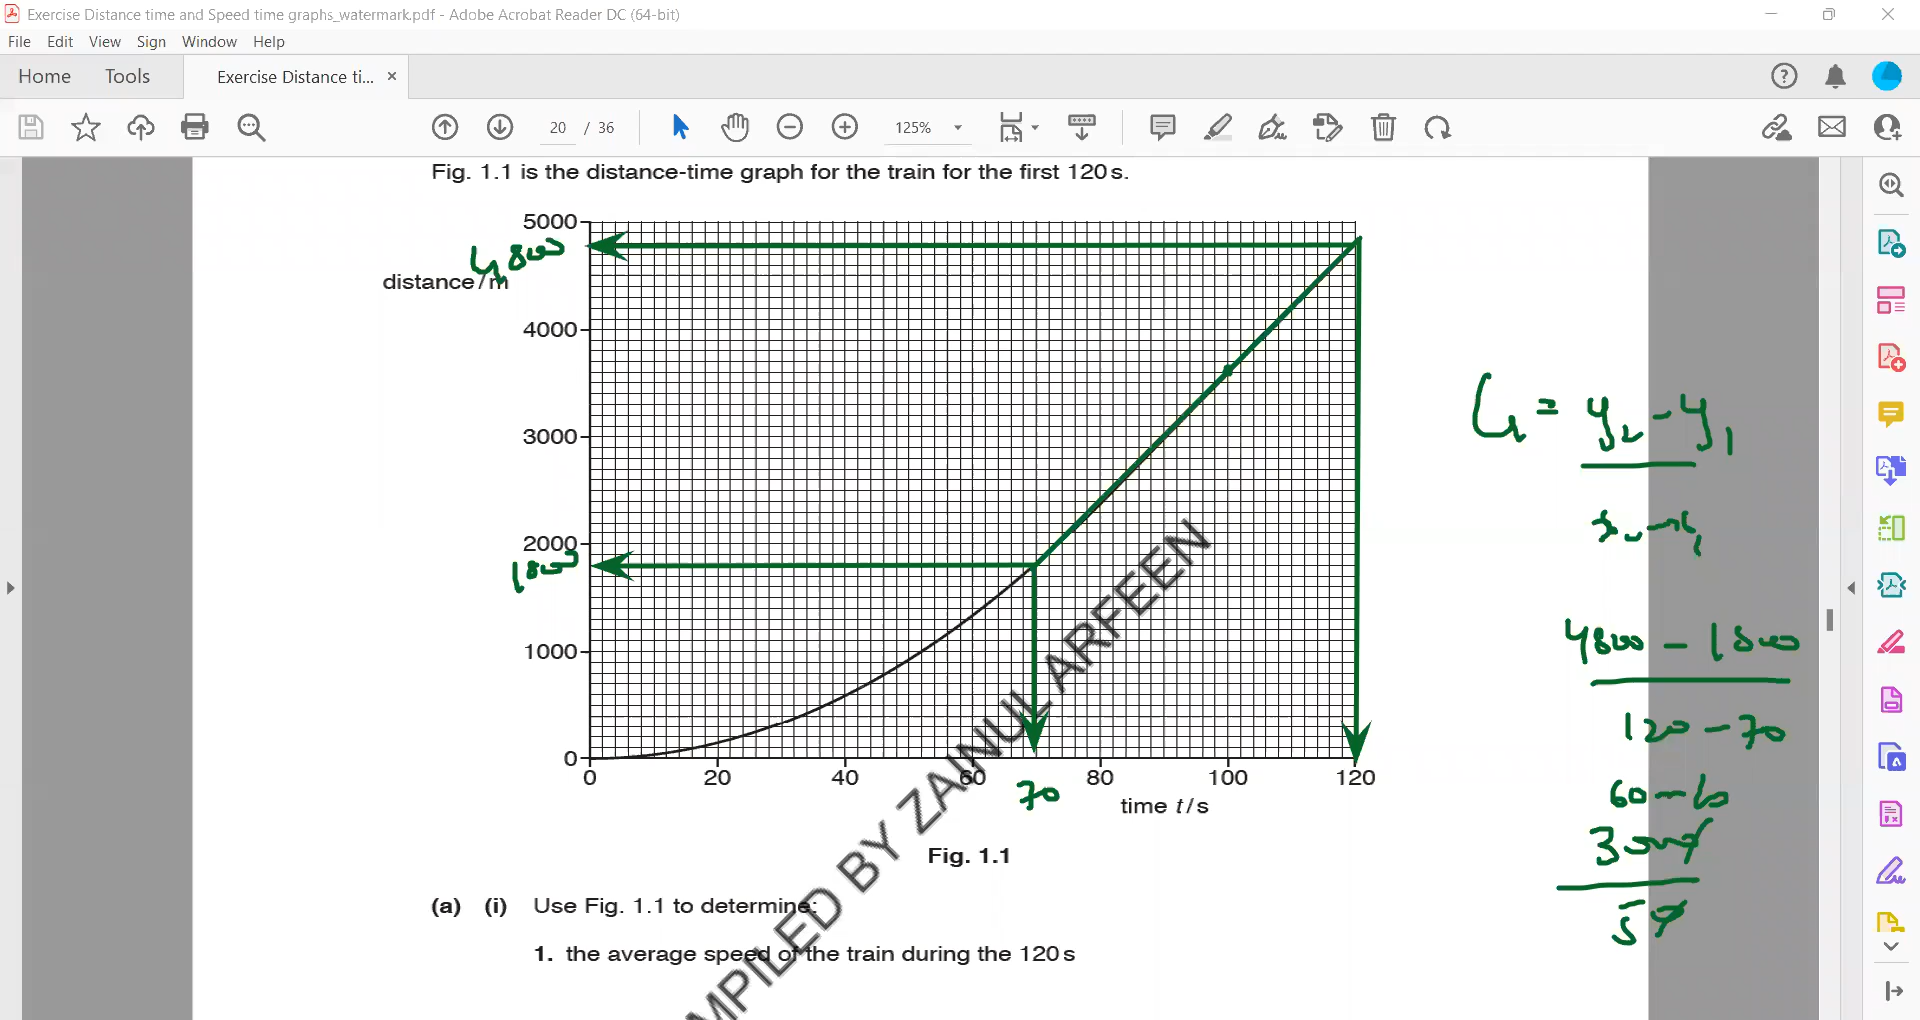 Exercise Distance time and Speed time graphs_watermark.pdf - Adobe Acrobat Reader DC (64-bit)
File Edit View Sign Window Help
Home Tools Exercise Distance ti... ×
20 / 36 125%
Fig. 1.1 is the distance-time graph for the train for the first 120 s.
5000
4800
distance / m
4000
3000
2000
1800
1000
0
0 20 40 60 80 100 120
70
time t / s
Fig. 1.1
COMPILED BY ZAINUL ARFEEN
(a) (i) Use Fig. 1.1 to determine:
1. the average speed of the train during the 120 s
G = y2 - y1
x2 - x1
4800 - 1800
120 - 70
3000
50